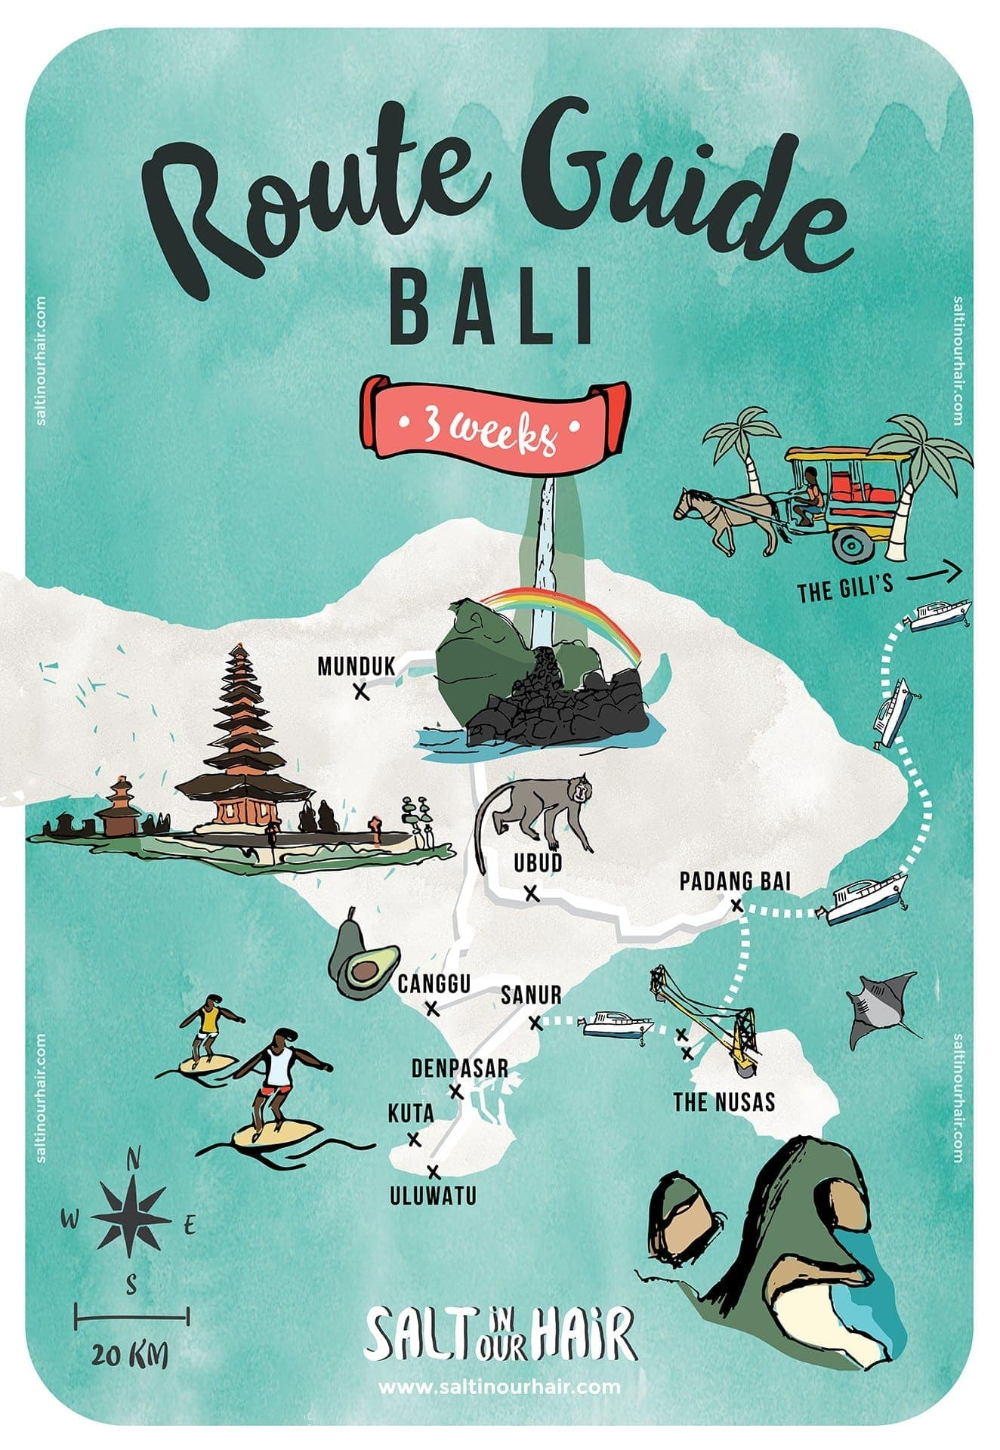 Route Guide
BALI
• 3 weeks •
saltinourhair.com
saltinourhair.com
THE GILI'S
MUNDUK
UBUD
PADANG BAI
CANGGU
SANUR
DENPASAR
KUTA
THE NUSAS
ULUWATU
saltinourhair.com
saltinourhair.com
N
W E
S
20 KM
SALT IN OUR HAIR
www.saltinourhair.com